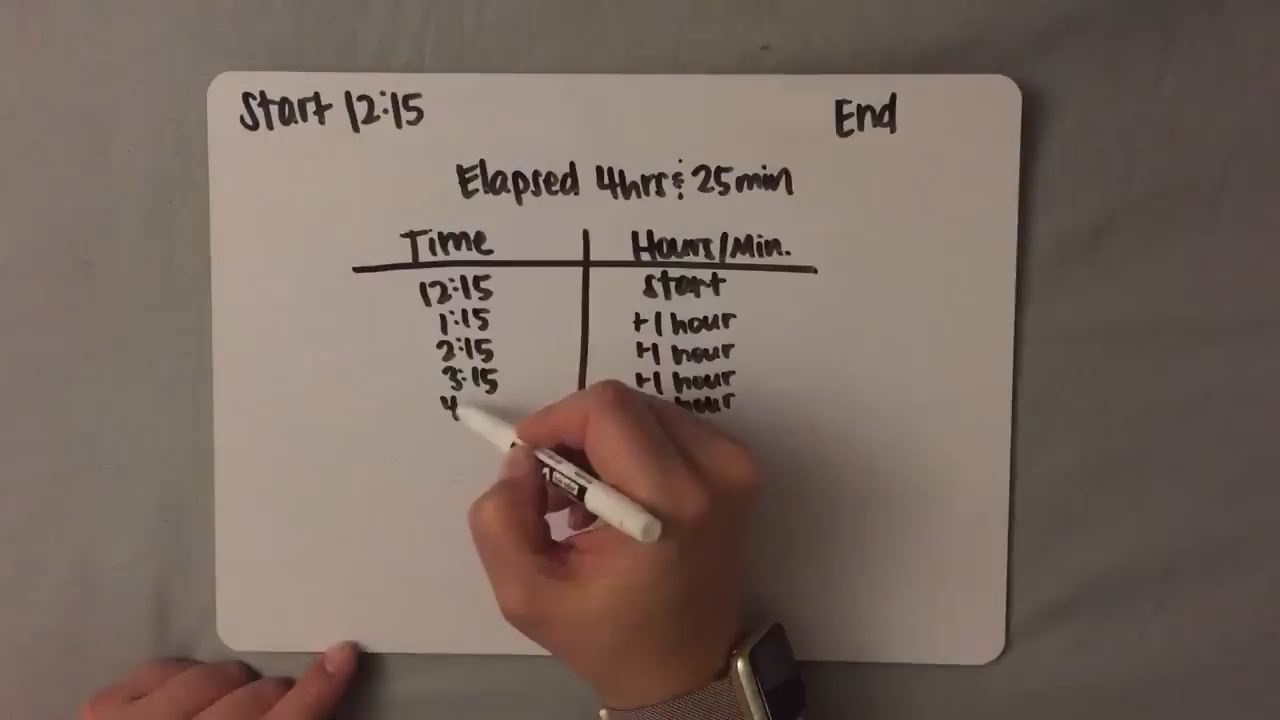 Start 12:15
End
Elapsed 4hrs & 25min
Time Hours/Min.
12:15 start
1:15 +1 hour
2:15 +1 hour
3:15 +1 hour
4 hour